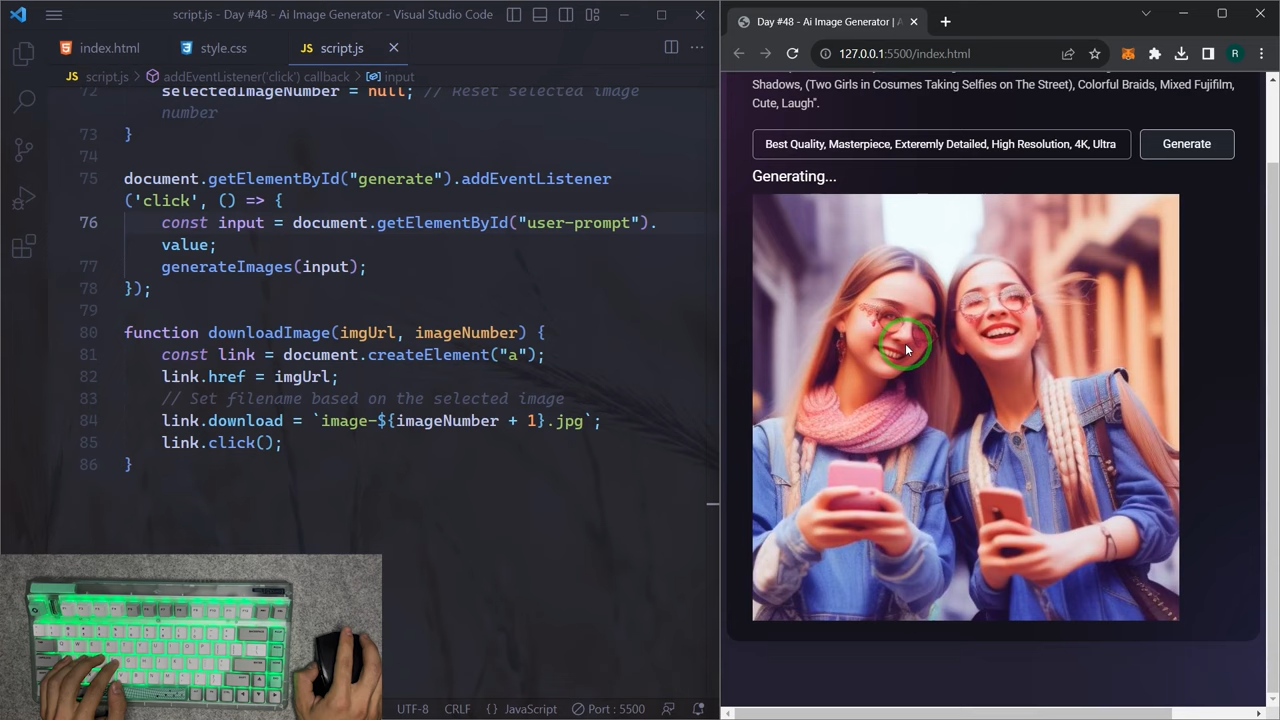 script.js - Day #48 - Ai Image Generator - Visual Studio Code
index.html
style.css
JS script.js
JS script.js > addEventListener('click') callback > input
72 selectedImageNumber = null; // Reset selected image
number
73 }
74
75 document.getElementById("generate").addEventListener
('click', () => {
76 const input = document.getElementById("user-prompt").
value;
77 generateImages(input);
78 });
79
80 function downloadImage(imgUrl, imageNumber) {
81 const link = document.createElement("a");
82 link.href = imgUrl;
83 // Set filename based on the selected image
84 link.download = `image-${imageNumber + 1}.jpg`;
85 link.click();
86 }
UTF-8 CRLF {} JavaScript Port : 5500
Day #48 - Ai Image Generator | A
127.0.0.1:5500/index.html
R
Shadows, (Two Girls in Cosumes Taking Selfies on The Street), Colorful Braids, Mixed Fujifilm,
Cute, Laugh".
Best Quality, Masterpiece, Exteremly Detailed, High Resolution, 4K, Ultra
Generate
Generating...